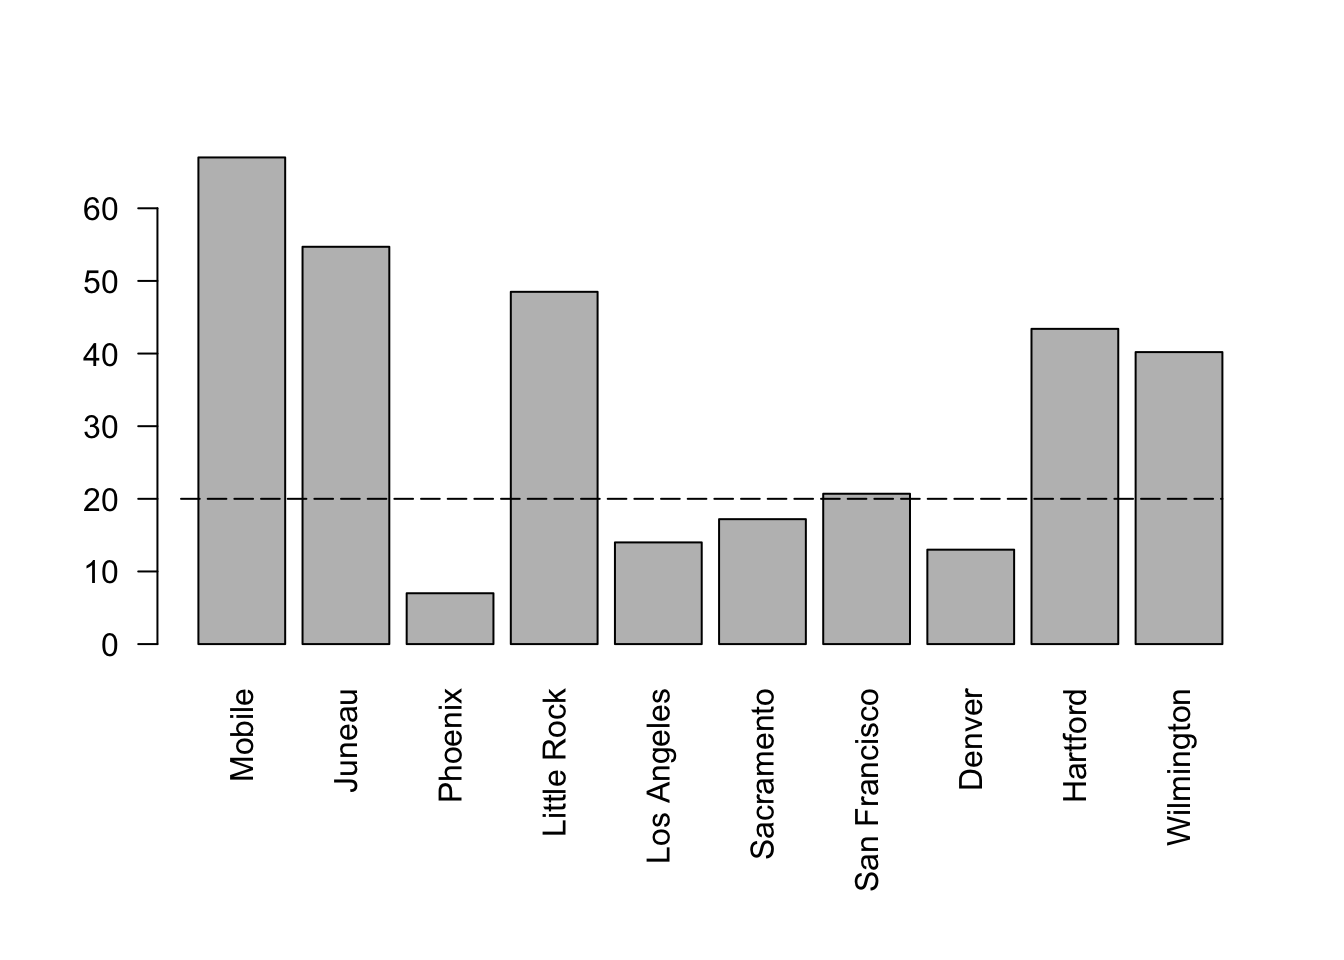 60
50
40
30
20
10
0
Mobile
Juneau
Phoenix
Little Rock
Los Angeles
Sacramento
San Francisco
Denver
Hartford
Wilmington